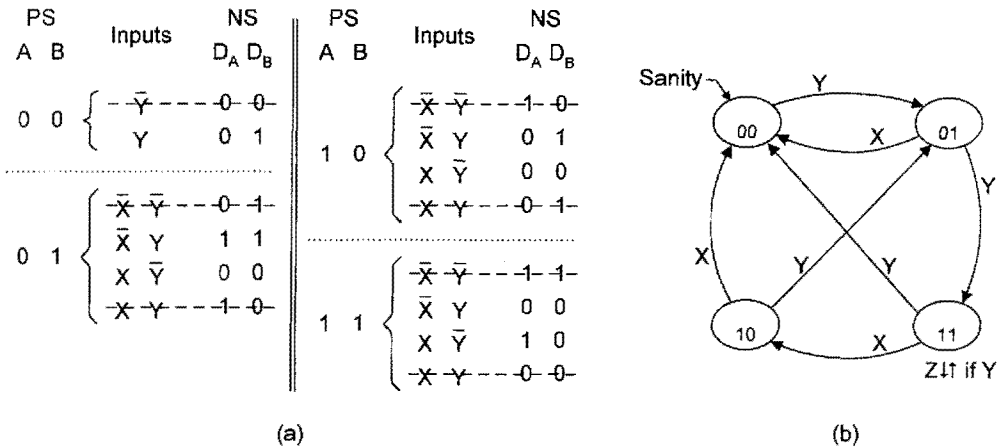 PS Inputs NS
A B D_A D_B
0 0
Y̅ 0 0
Y 0 1
0 1
X̅ Y̅ 0 1
X̅ Y 1 1
X Y̅ 0 0
X Y 1 0
PS Inputs NS
A B D_A D_B
1 0
X̅ Y̅ 1 0
X̅ Y 0 1
X Y̅ 0 0
X Y 0 1
1 1
X̅ Y̅ 1 1
X̅ Y 0 0
X Y̅ 1 0
X Y 0 0
(a)
Sanity
Y
00
01
X
Y
X
Y
Y
10
11
X
Z↓↑ if Y
(b)